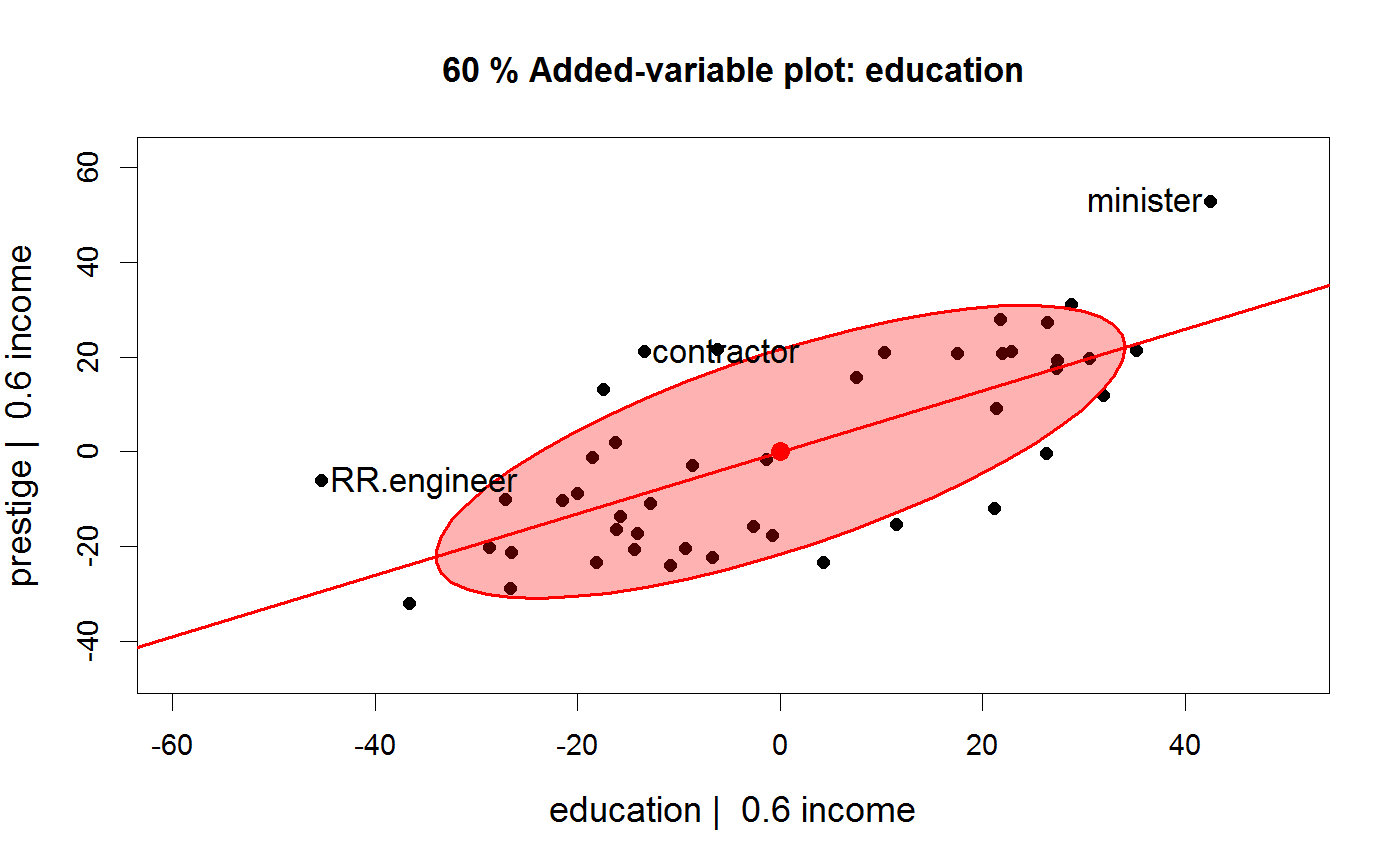 60 % Added-variable plot: education
prestige |  0.6 income
60
40
20
0
-20
-40
minister
contractor
RR.engineer
-60
-40
-20
0
20
40
education |  0.6 income